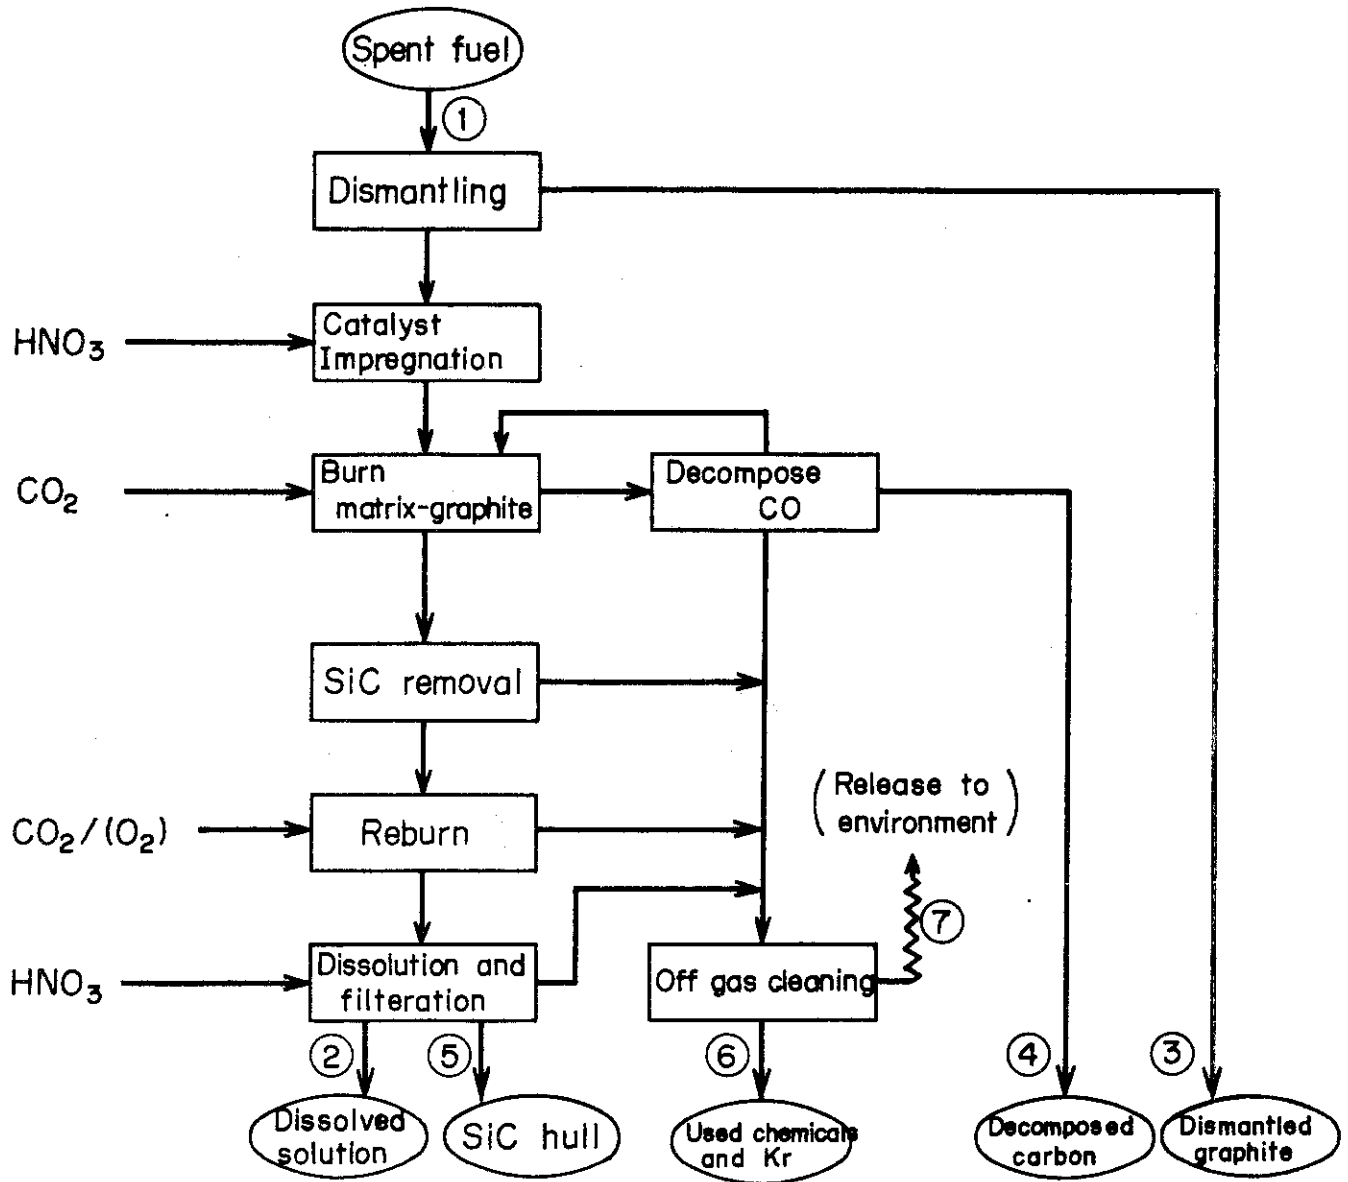 Spent fuel
①
Dismantling
HNO₃
Catalyst
Impregnation
CO₂
Burn
matrix-graphite
Decompose
CO
SiC removal
CO₂/(O₂)
Reburn
(Release to
environment)
HNO₃
Dissolution and
filteration
Off gas cleaning
⑦
②
⑤
⑥
④
③
Dissolved
solution
SiC hull
Used chemicals
and Kr
Decomposed
carbon
Dismantled
graphite